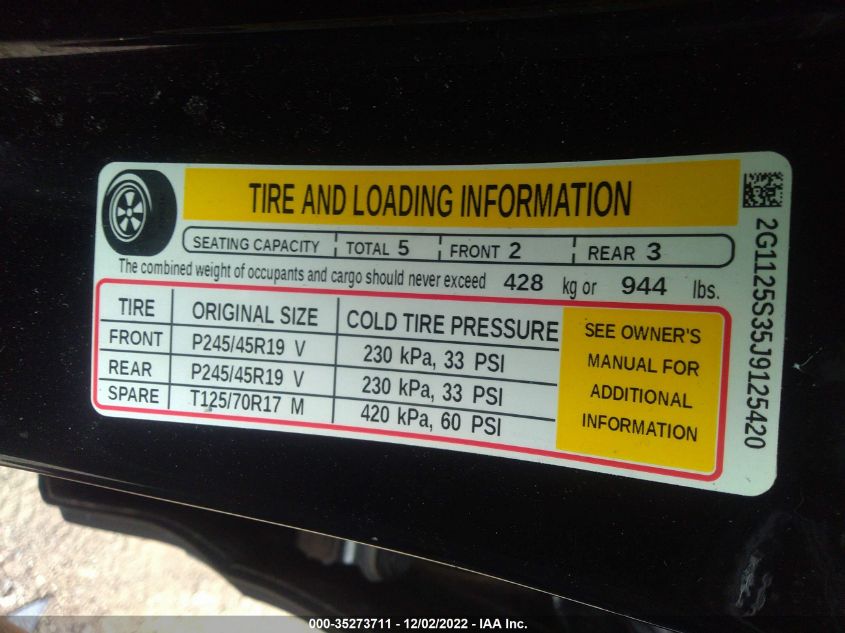 TIRE AND LOADING INFORMATION
SEATING CAPACITY TOTAL 5 FRONT 2 REAR 3
The combined weight of occupants and cargo should never exceed 428 kg or 944 lbs.
TIRE ORIGINAL SIZE COLD TIRE PRESSURE
FRONT P245/45R19 V 230 kPa, 33 PSI
REAR P245/45R19 V 230 kPa, 33 PSI
SPARE T125/70R17 M 420 kPa, 60 PSI
SEE OWNER'S
MANUAL FOR
ADDITIONAL
INFORMATION
2G1125S35J9125420
000-35273711 - 12/02/2022 - IAA Inc.